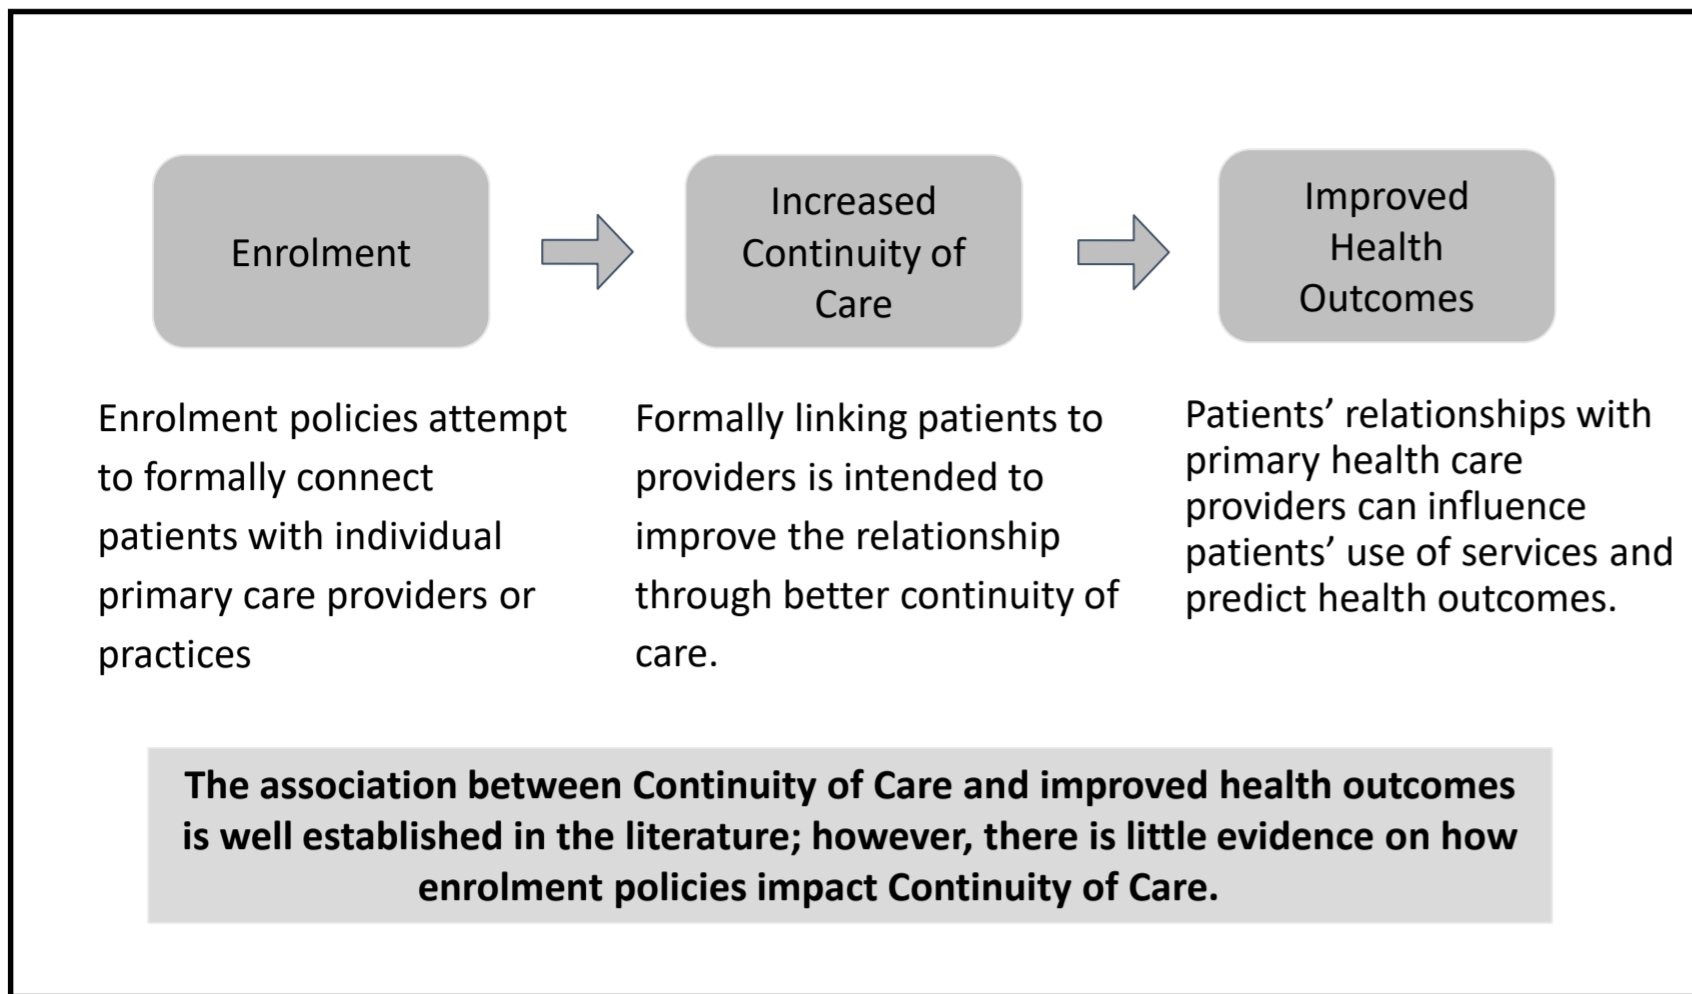 Enrolment
Increased
Continuity of
Care
Improved
Health
Outcomes
Enrolment policies attempt
to formally connect
patients with individual
primary care providers or
practices
Formally linking patients to
providers is intended to
improve the relationship
through better continuity of
care.
Patients’ relationships with
primary health care
providers can influence
patients’ use of services and
predict health outcomes.
The association between Continuity of Care and improved health outcomes
is well established in the literature; however, there is little evidence on how
enrolment policies impact Continuity of Care.